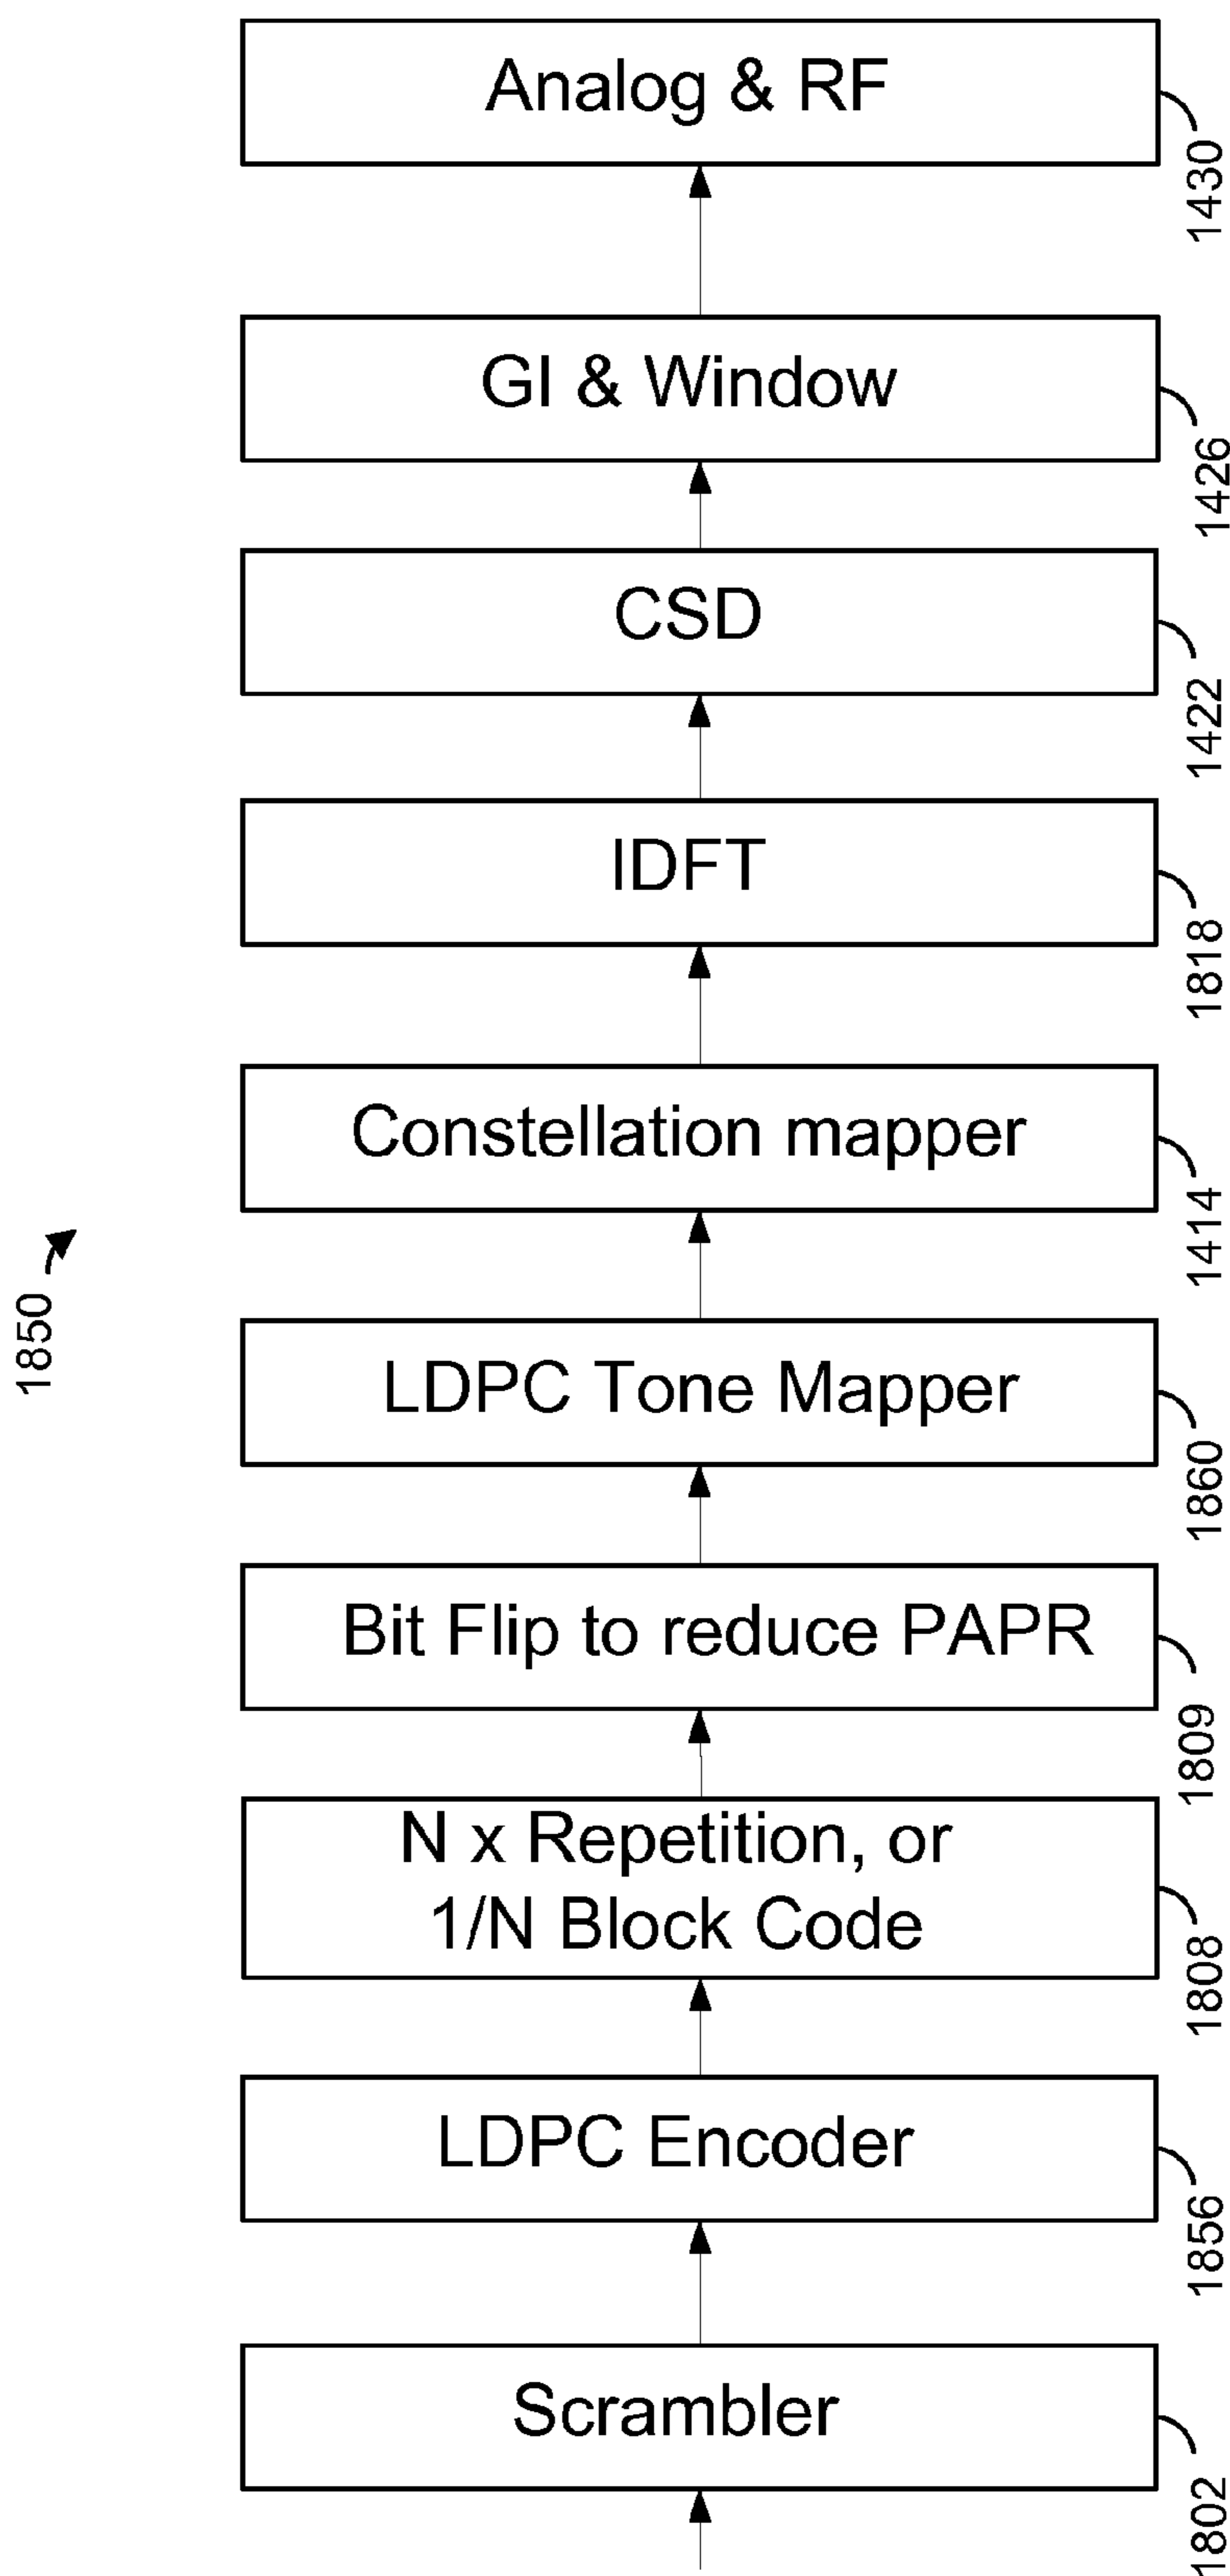 Analog & RF
1430
GI & Window
1426
CSD
1422
IDFT
1818
Constellation mapper
1414
1850
LDPC Tone Mapper
1860
Bit Flip to reduce PAPR
1809
N x Repetition, or
1/N Block Code
1808
LDPC Encoder
1856
Scrambler
1802